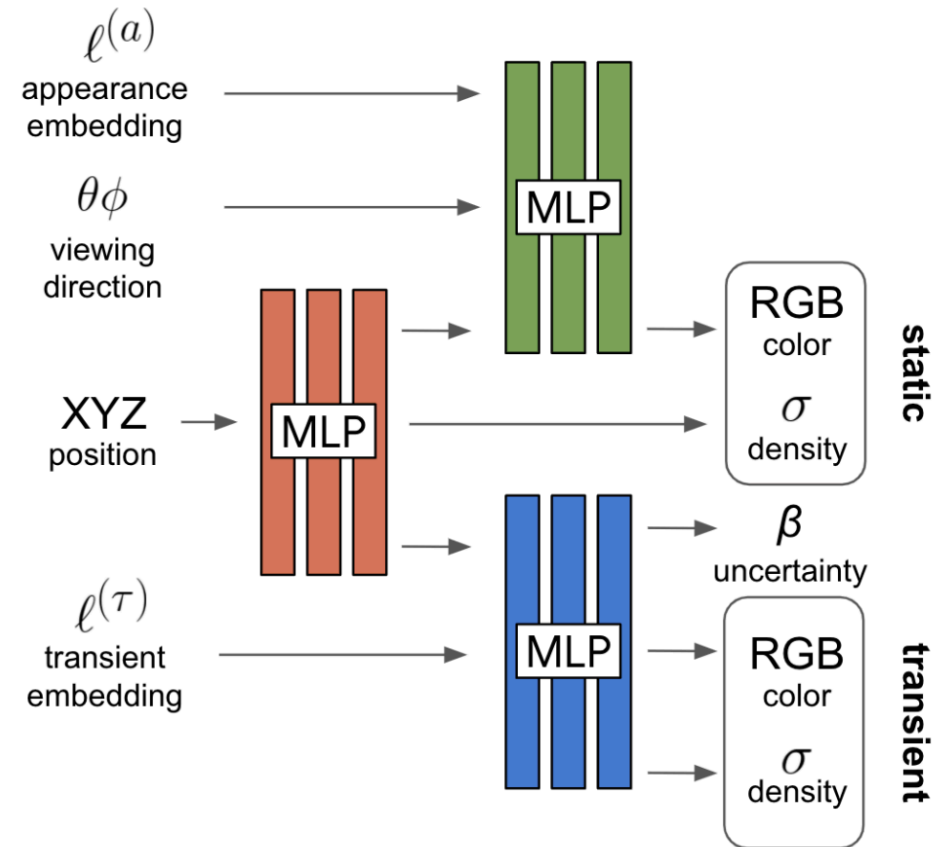 ℓ(a)
appearance
embedding
θϕ
viewing
direction
MLP
XYZ
position
MLP
ℓ(τ)
transient
embedding
MLP
RGB
color
σ
density
static
β
uncertainty
RGB
color
σ
density
transient